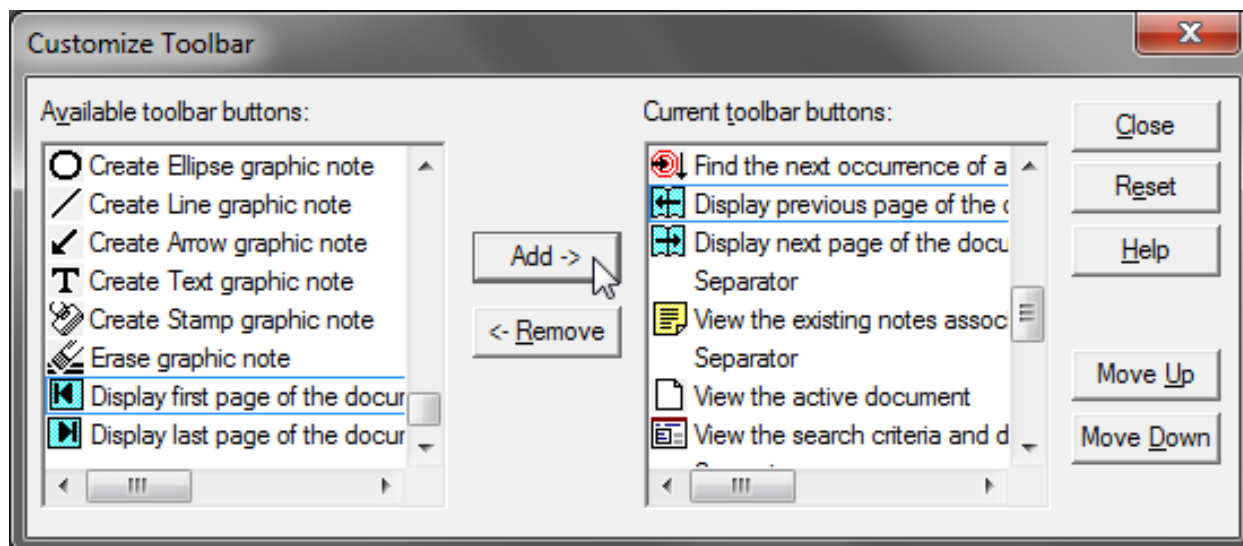 Customize Toolbar
Available toolbar buttons:
Create Ellipse graphic note
Create Line graphic note
Create Arrow graphic note
T Create Text graphic note
Create Stamp graphic note
Erase graphic note
Display first page of the docur
Display last page of the docur
Add ->
<- Remove
Current toolbar buttons:
Find the next occurrence of a
Display previous page of the
Display next page of the docu
Separator
View the existing notes associ
Separator
View the active document
View the search criteria and d
Close
Reset
Help
Move Up
Move Down